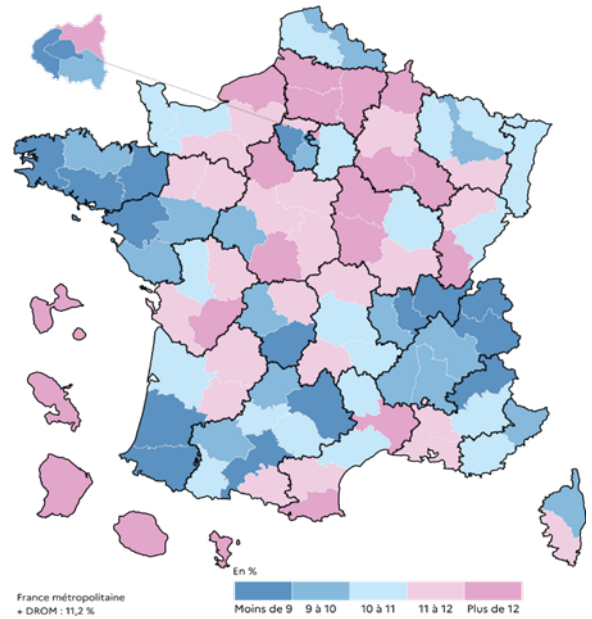 En %
France métropolitaine
+ DROM : 11,2 %
Moins de 9 9 à 10 10 à 11 11 à 12 Plus de 12